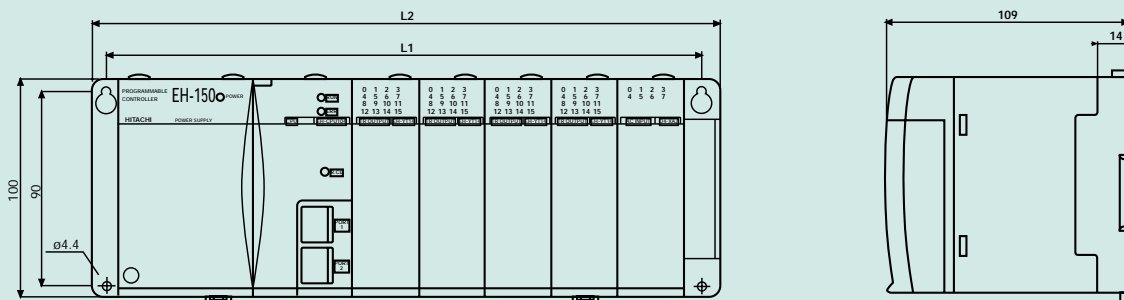 L2
109
L1
14
PROGRAMMABLE
CONTROLLER
EH-150
POWER
HITACHI
POWER SUPPLY
0 1 2 3
4 5 6 7
8 9 10 11
12 13 14 15
0 1 2 3
4 5 6 7
8 9 10 11
12 13 14 15
0 1 2 3
4 5 6 7
8 9 10 11
12 13 14 15
0 1 2 3
4 5 6 7
8 9 10 11
12 13 14 15
0 1 2 3
4 5 6 7
100
90
ø4.4
PORT
1
PORT
2